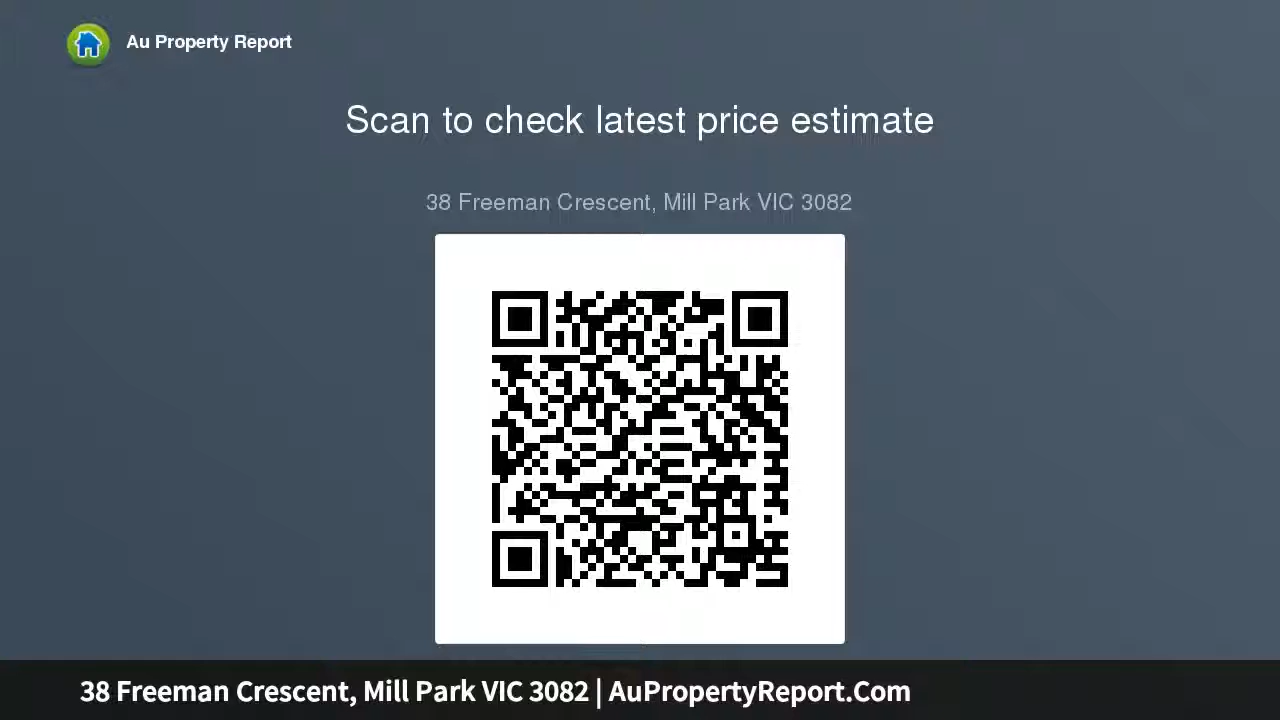 Au Property Report
Scan to check latest price estimate
38 Freeman Crescent, Mill Park VIC 3082
38 Freeman Crescent, Mill Park VIC 3082 | AuPropertyReport.Com